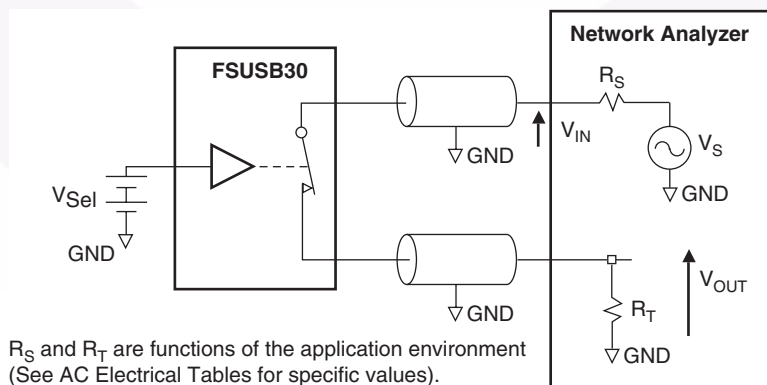 Network Analyzer
FSUSB30
R_S
V_IN
V_S
GND
GND
V_Sel
GND
GND
V_OUT
R_T
GND
R_S and R_T are functions of the application environment
(See AC Electrical Tables for specific values).